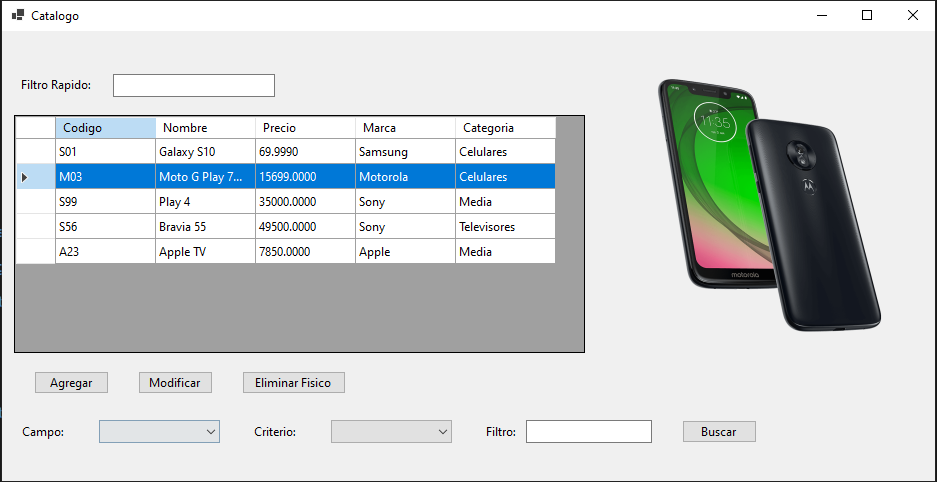 Catalogo
Filtro Rapido:
Codigo Nombre Precio Marca Categoria
S01 Galaxy S10 69.9990 Samsung Celulares
M03 Moto G Play 7... 15699.0000 Motorola Celulares
S99 Play 4 35000.0000 Sony Media
S56 Bravia 55 49500.0000 Sony Televisores
A23 Apple TV 7850.0000 Apple Media
11:35
motorola
Agregar Modificar Eliminar Fisico
Campo: Criterio: Filtro: Buscar